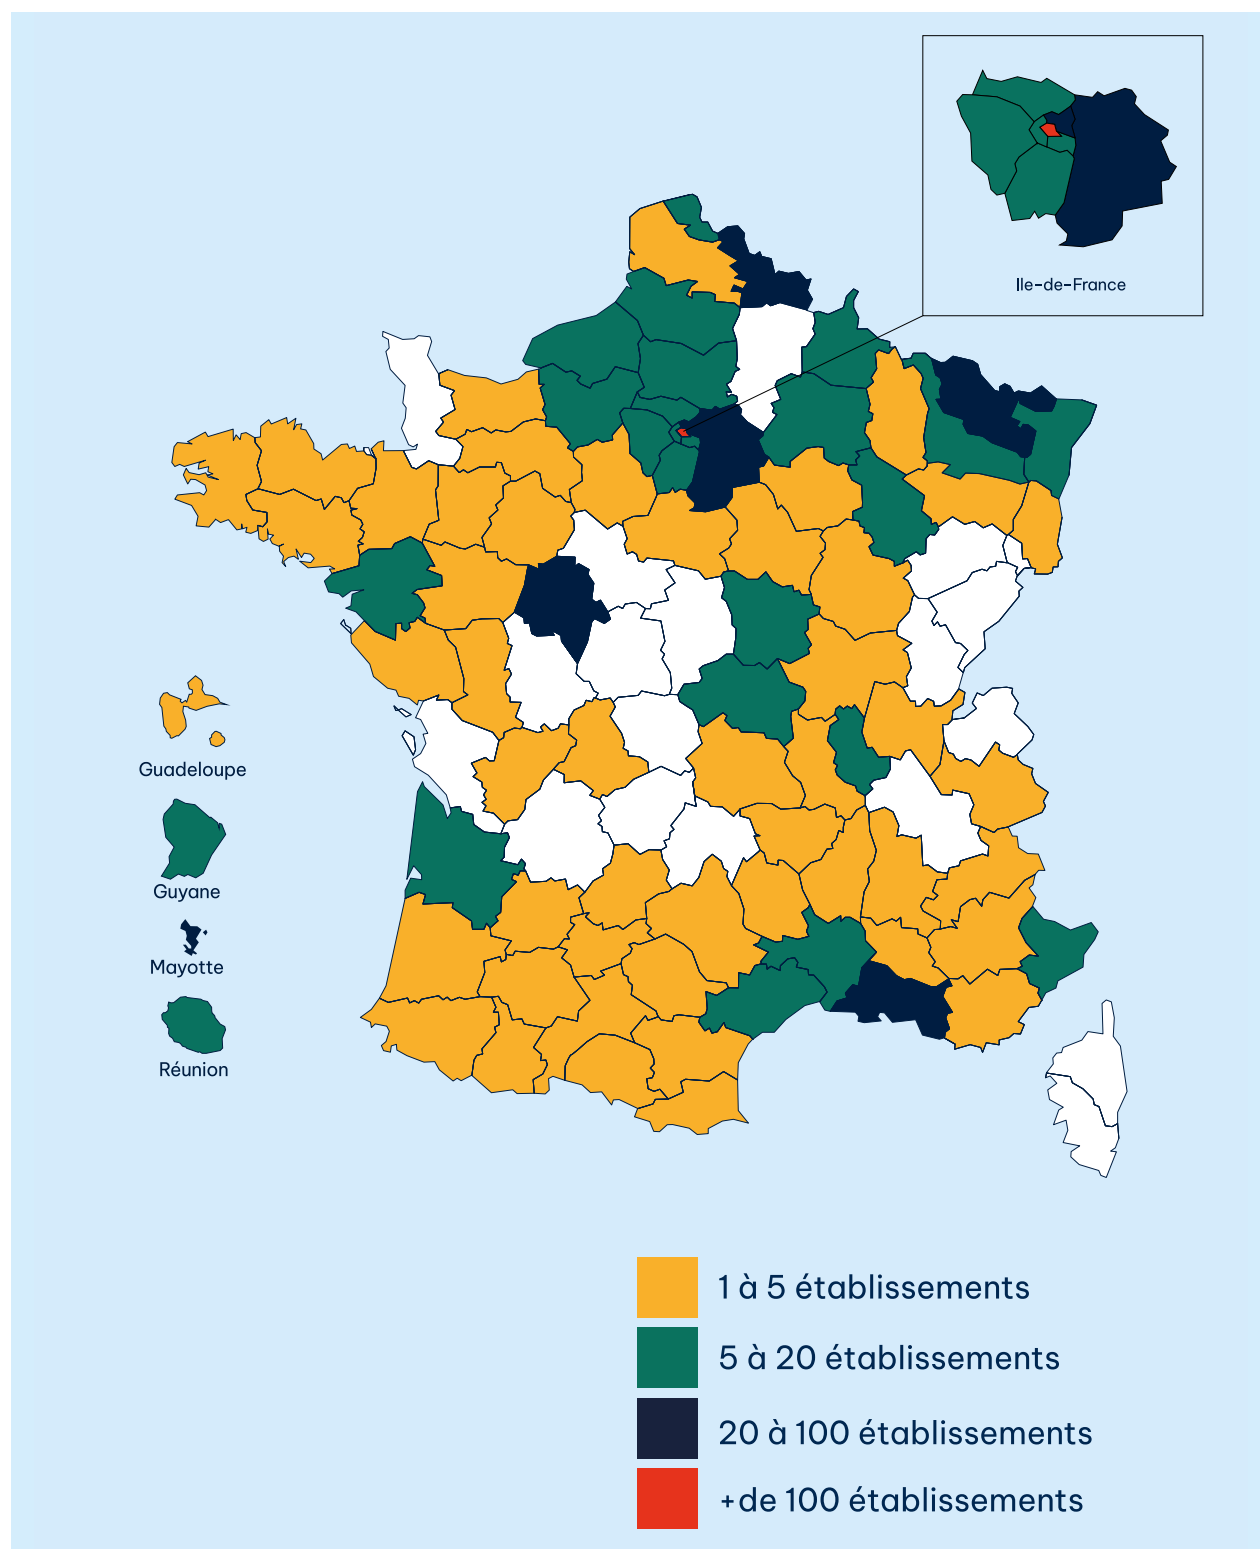 Ile-de-France
Guadeloupe
Guyane
Mayotte
Réunion
1 à 5 établissements
5 à 20 établissements
20 à 100 établissements
+de 100 établissements